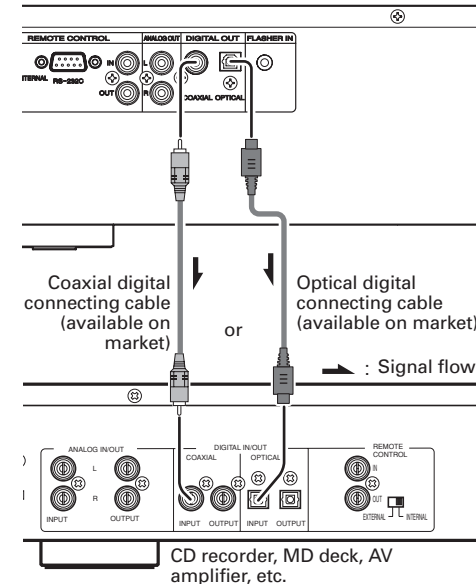 REMOTE CONTROL ANALOG OUT DIGITAL OUT FLASHER IN
IN L
RS-232C
OUT R COAXIAL OPTICAL
Coaxial digital
connecting cable
(available on
market)
or
Optical digital
connecting cable
(available on market)
: Signal flow
ANALOG IN/OUT
L
R
INPUT OUTPUT
DIGITAL IN/OUT
COAXIAL OPTICAL
INPUT OUTPUT INPUT OUTPUT
REMOTE
CONTROL
IN
OUT
EXTERNAL INTERNAL
CD recorder, MD deck, AV
amplifier, etc.